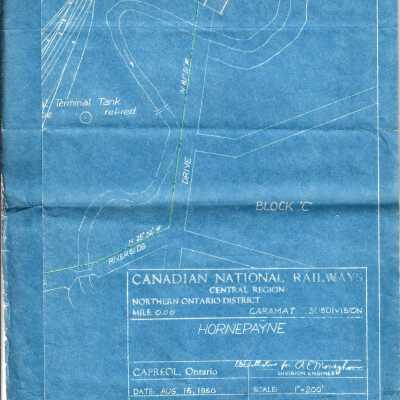 Terminal Tank
retired
DRIVE
BLOCK "C"
RIVERSIDE
CANADIAN NATIONAL RAILWAYS
CENTRAL REGION
NORTHERN ONTARIO DISTRICT
MILE 0.00 CARAMAT SUBDIVISION
HORNEPAYNE
for
CAPREOL, Ontario DIVISION ENGINEER
DATE: AUG. 16, 1960 SCALE: 1"=200'